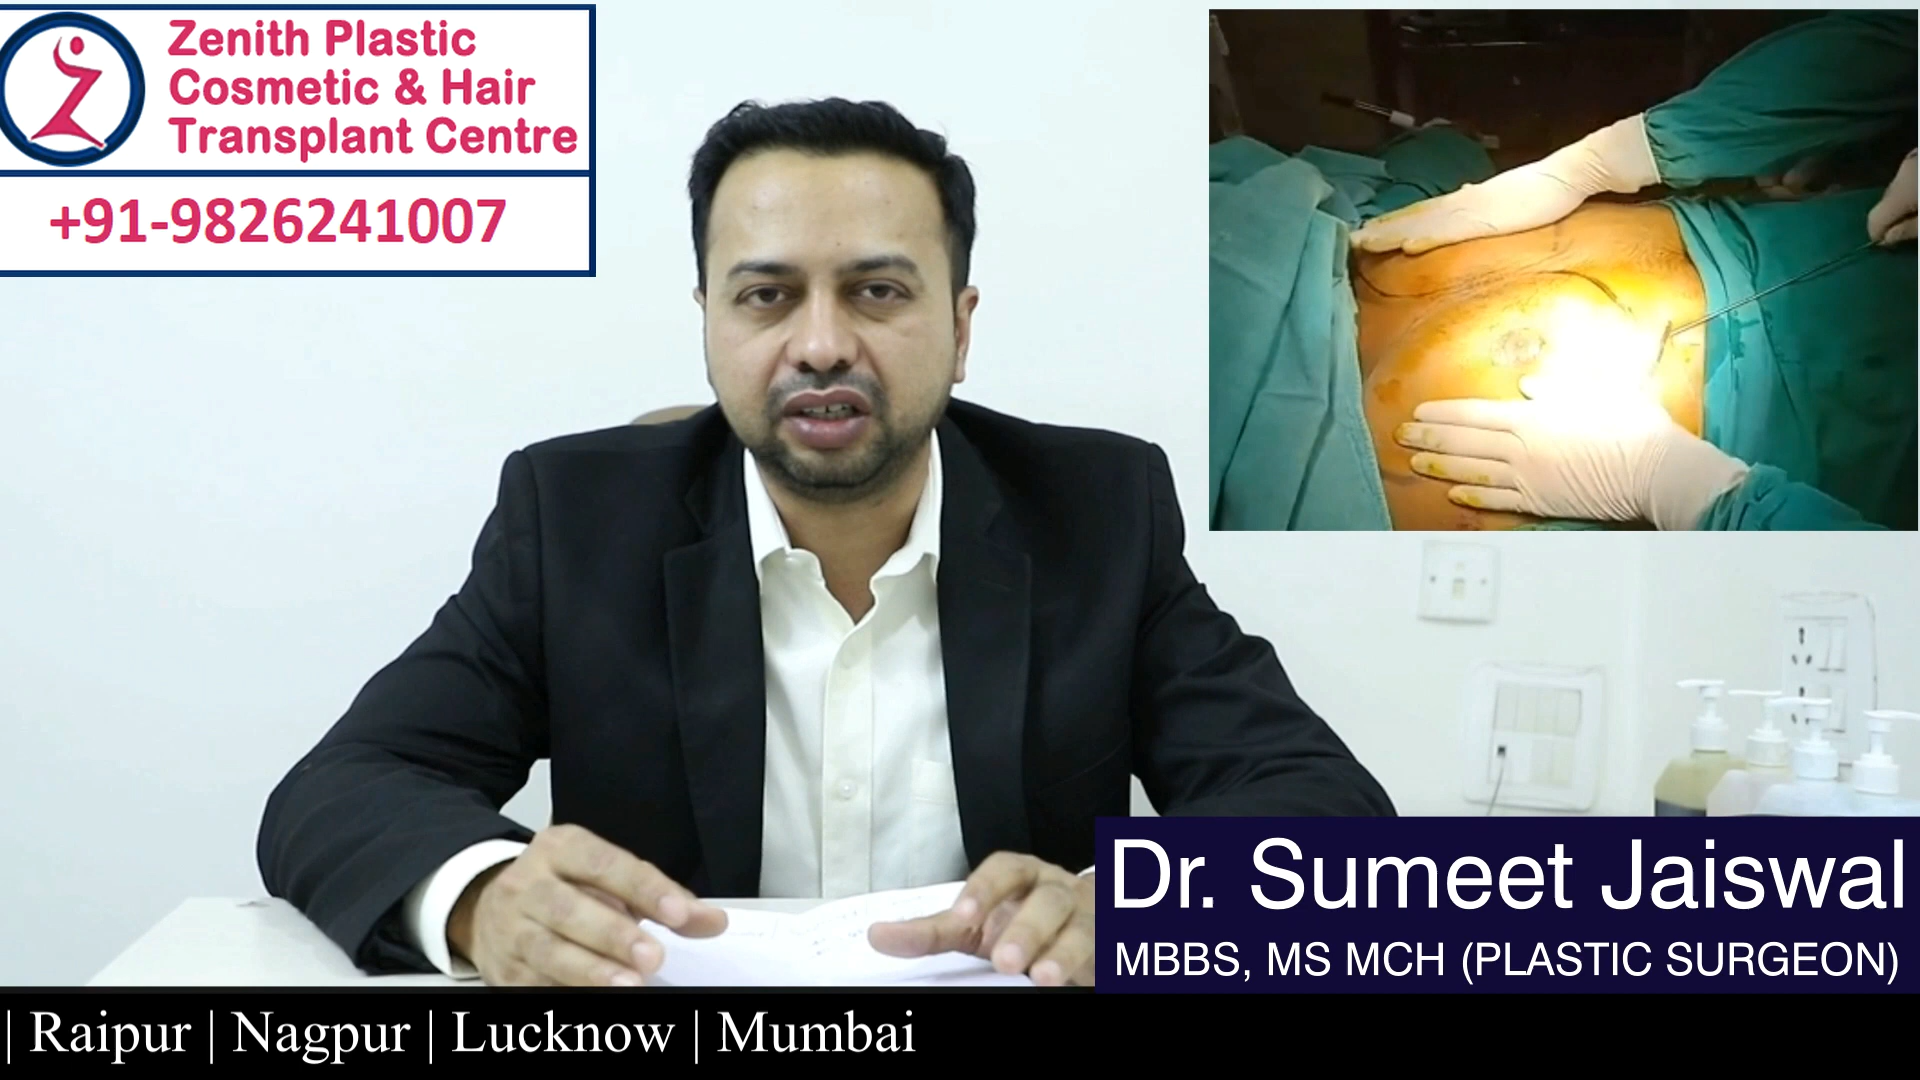 Zenith Plastic
Cosmetic & Hair
Transplant Centre
+91-9826241007
Dr. Sumeet Jaiswal
MBBS, MS MCH (PLASTIC SURGEON)
| Raipur | Nagpur | Lucknow | Mumbai